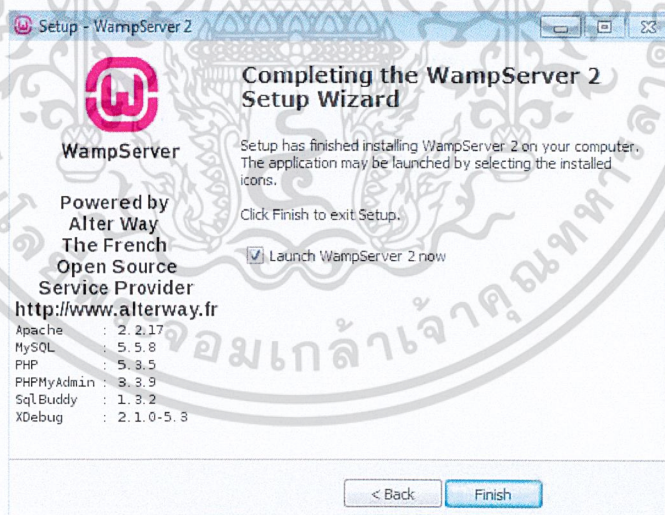 Setup - WampServer 2
WampServer
Powered by
Alter Way
The French
Open Source
Service Provider
http://www.alterway.fr
Apache : 2.2.17
MySQL : 5.5.8
PHP : 5.3.5
PHPMyAdmin : 3.3.9
SqlBuddy : 1.3.2
XDebug : 2.1.0-5.3
Completing the WampServer 2
Setup Wizard
Setup has finished installing WampServer 2 on your computer.
The application may be launched by selecting the installed
icons.
Click Finish to exit Setup.
Launch WampServer 2 now
< Back
Finish